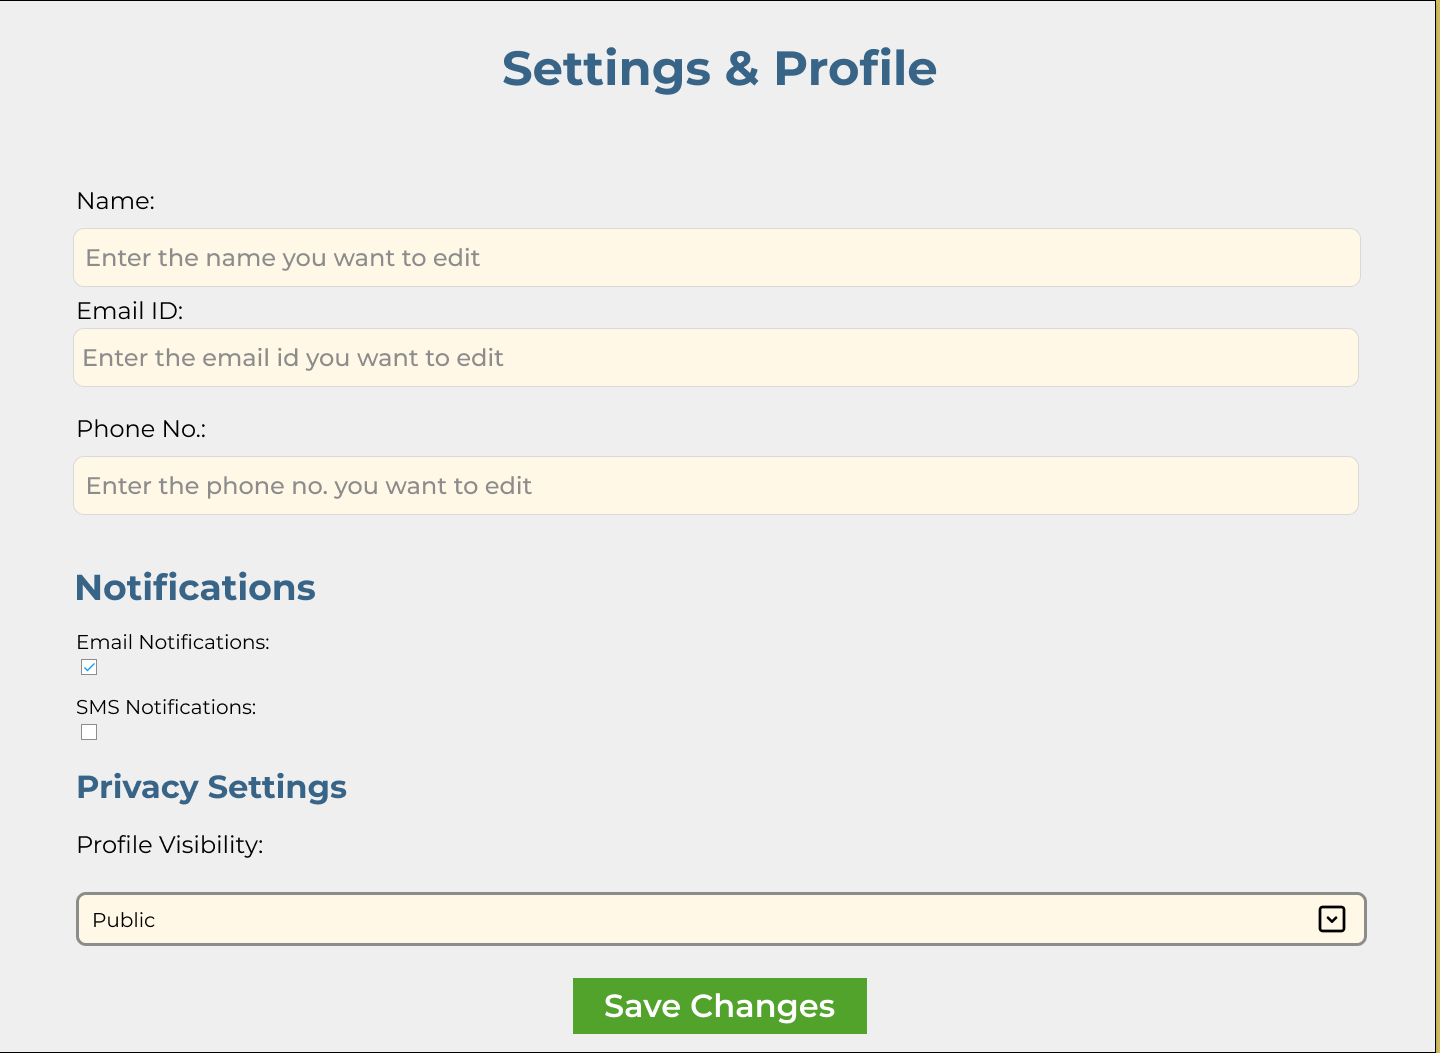 Settings & Profile
Name:
Enter the name you want to edit
Email ID:
Enter the email id you want to edit
Phone No.:
Enter the phone no. you want to edit
Notifications
Email Notifications:
SMS Notifications:
Privacy Settings
Profile Visibility:
Public
Save Changes